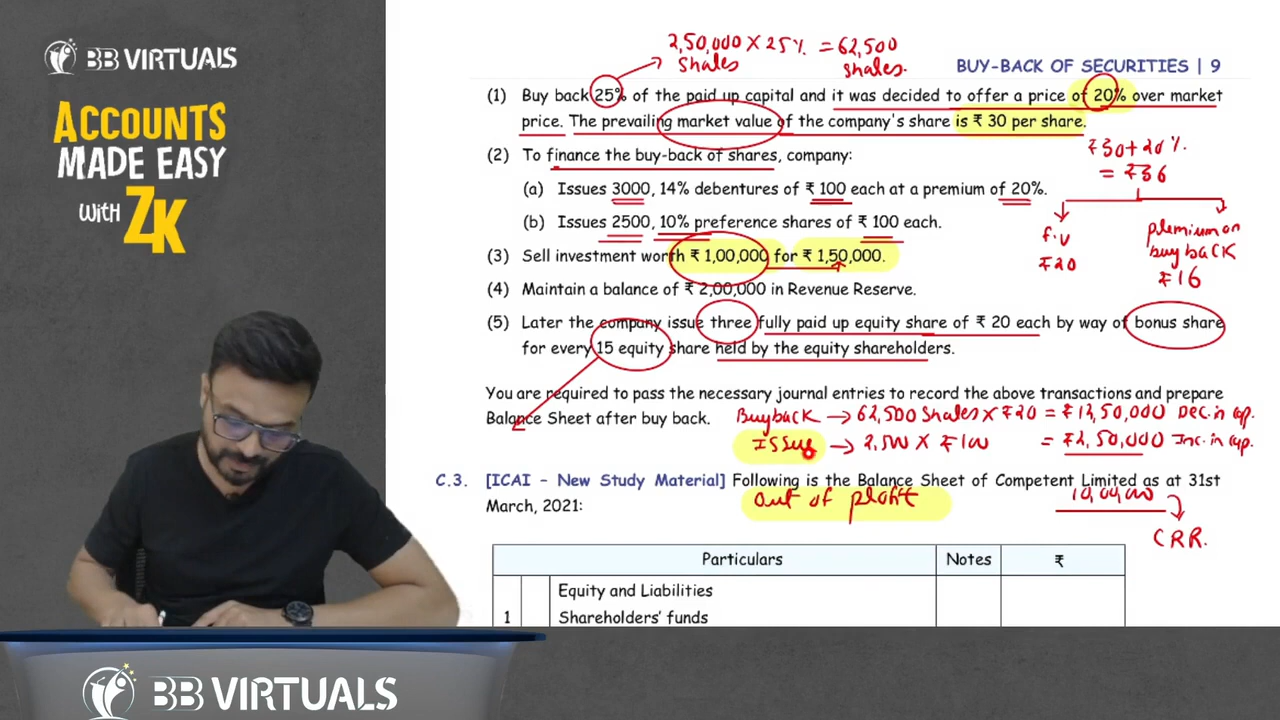 BB VIRTUALS
ACCOUNTS
MADE EASY
with ZK
2,50,000 X 25% = 62,500
shares shares.
BUY-BACK OF SECURITIES | 9
(1) Buy back 25% of the paid up capital and it was decided to offer a price of 20% over market
price. The prevailing market value of the company's share is ₹ 30 per share.
₹30+20%.
= ₹36
(2) To finance the buy-back of shares, company:
(a) Issues 3000, 14% debentures of ₹ 100 each at a premium of 20%.
(b) Issues 2500, 10% preference shares of ₹ 100 each.
f.v
₹20
premium on
buyback
₹16
(3) Sell investment worth ₹ 1,00,000 for ₹ 1,50,000.
(4) Maintain a balance of ₹ 2,00,000 in Revenue Reserve.
(5) Later the company issue three fully paid up equity share of ₹ 20 each by way of bonus share
for every 15 equity share held by the equity shareholders.
You are required to pass the necessary journal entries to record the above transactions and prepare
Balance Sheet after buy back.
Buyback → 62,500 shares X ₹20 = ₹12,50,000 Dec. in cap.
Issue → 2,500 X ₹100 = ₹2,50,000 Inc. in cap.
C.3. [ICAI – New Study Material] Following is the Balance Sheet of Competent Limited as at 31st
March, 2021:
out of profit 10,00,000
CRR.
Particulars Notes ₹
Equity and Liabilities
1 Shareholders' funds
BB VIRTUALS